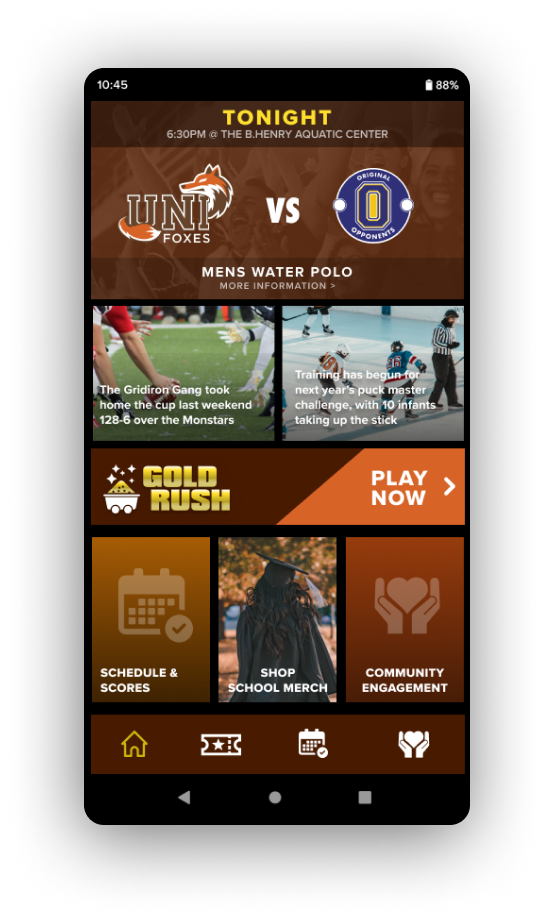 10:45
88%
TONIGHT
6:30PM @ THE B.HENRY AQUATIC CENTER
UNI
FOXES
VS
ORIGINAL
OPPONENTS
MENS WATER POLO
MORE INFORMATION >
The Gridiron Gang took
home the cup last weekend
128-6 over the Monstars
Training has begun for
next year's puck master
challenge, with 10 infants
taking up the stick
GOLD
RUSH
PLAY
NOW
SCHEDULE &
SCORES
SHOP
SCHOOL MERCH
COMMUNITY
ENGAGEMENT